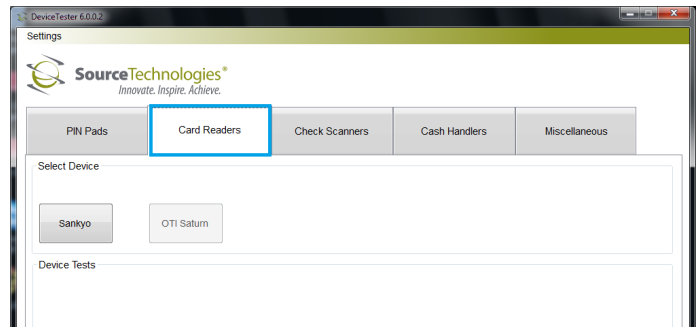 DeviceTester 6.0.0.2
Settings
SourceTechnologies®
Innovate. Inspire. Achieve.
PIN Pads Card Readers Check Scanners Cash Handlers Miscellaneous
Select Device
Sankyo OTI Saturn
Device Tests